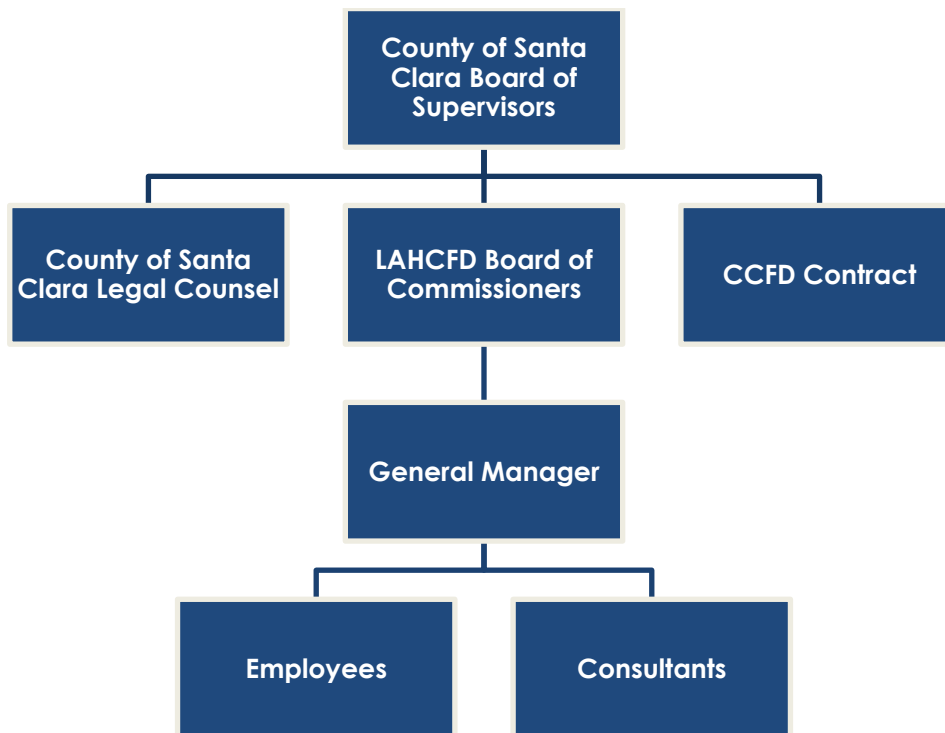 County of Santa
Clara Board of
Supervisors
County of Santa
Clara Legal Counsel
LAHCFD Board of
Commissioners
CCFD Contract
General Manager
Employees
Consultants